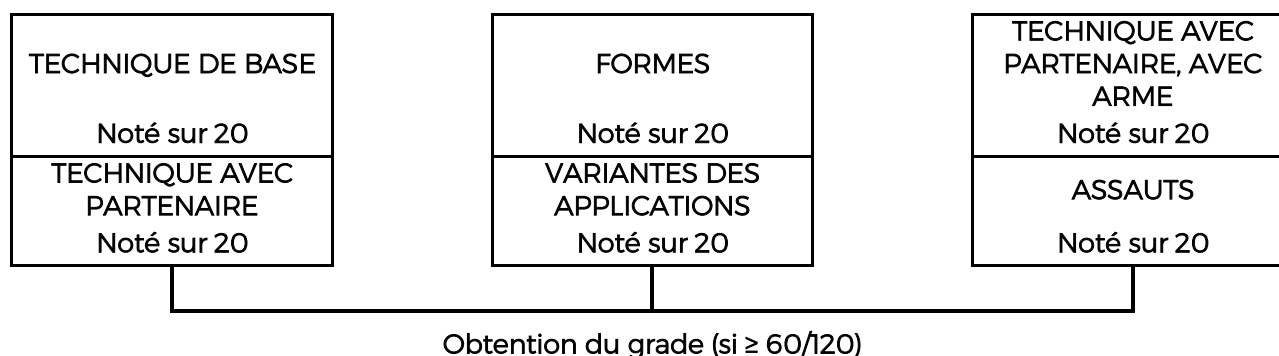 TECHNIQUE DE BASE
Noté sur 20
TECHNIQUE AVEC
PARTENAIRE
Noté sur 20
FORMES
Noté sur 20
VARIANTES DES
APPLICATIONS
Noté sur 20
TECHNIQUE AVEC
PARTENAIRE, AVEC
ARME
Noté sur 20
ASSAUTS
Noté sur 20
Obtention du grade (si ≥ 60/120)